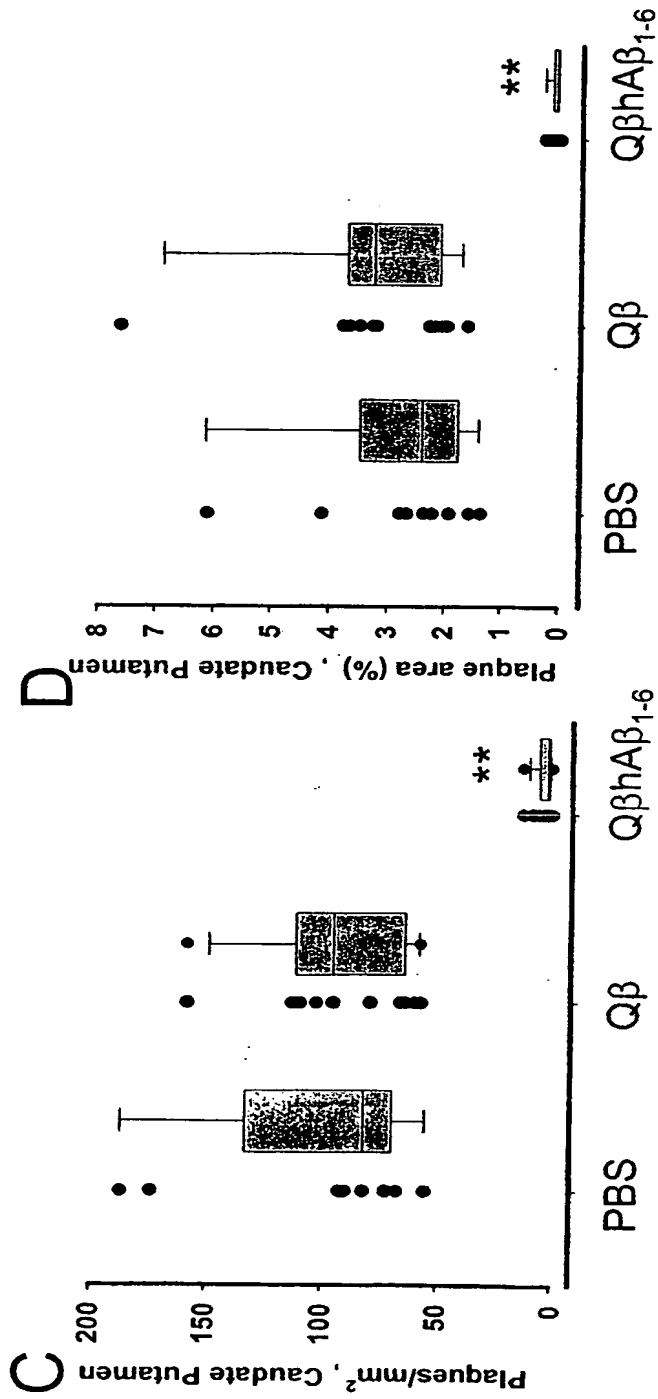 C
Plaques/mm², Caudate Putamen
200
150
100
50
0
PBS
Qβ
QβhAβ1-6
**
D
Plaque area (%) , Caudate Putamen
8
7
6
5
4
3
2
1
0
PBS
Qβ
QβhAβ1-6
**